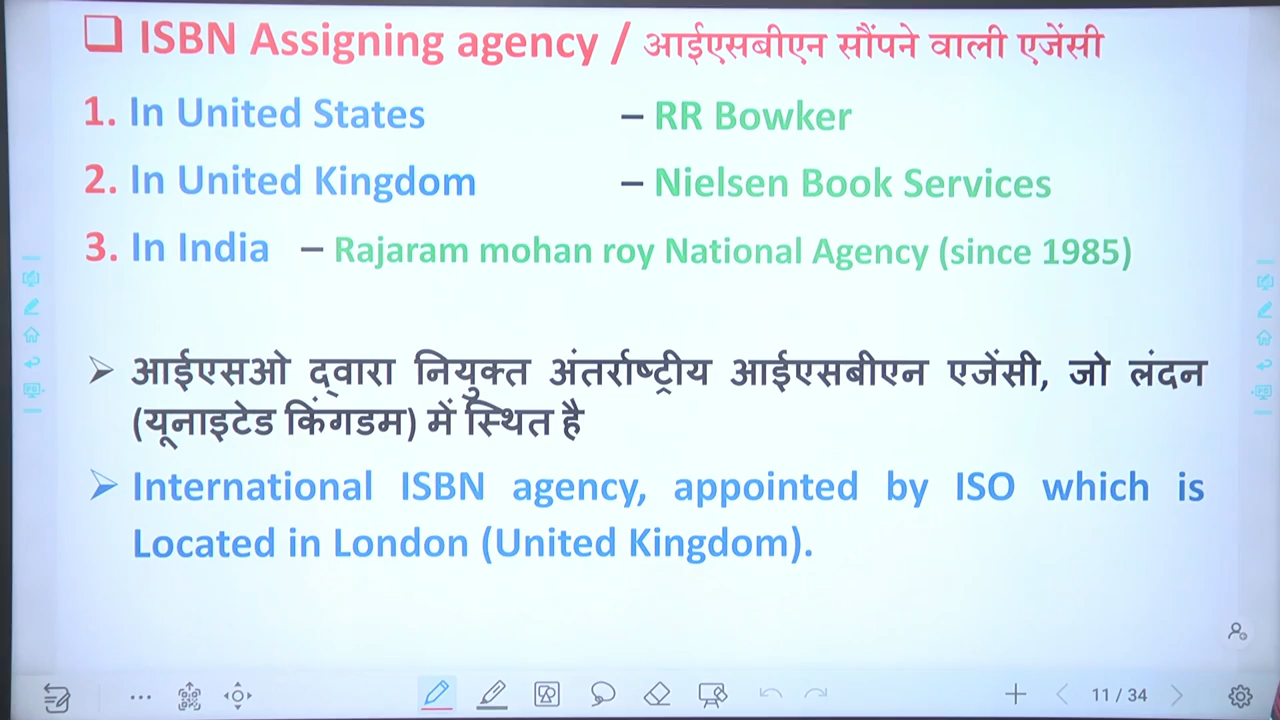 ❑ ISBN Assigning agency / आईएसबीएन सौंपने वाली एजेंसी
1. In United States – RR Bowker
2. In United Kingdom – Nielsen Book Services
3. In India – Rajaram mohan roy National Agency (since 1985)
➢ आईएसओ द्वारा नियुक्त अंतर्राष्ट्रीय आईएसबीएन एजेंसी, जो लंदन
(यूनाइटेड किंगडम) में स्थित है
➢ International ISBN agency, appointed by ISO which is
Located in London (United Kingdom).
11 / 34